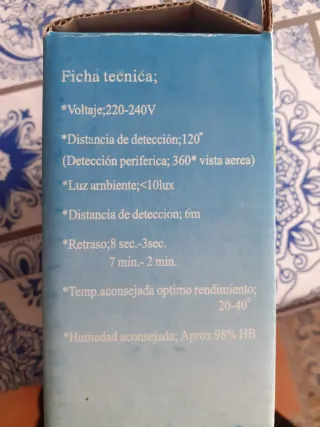 Ficha tecnica;
*Voltaje;220-240V
*Distancia de detección;120°
(Detección periferica; 360* vista aerea)
*Luz arnbiente;<10lux
*Distancia de detección; 6m
*Retraso;8 sec.-3sec.
7 min.- 2 min.
*Temp.aconsejada optimo rendimiento;
20-40°
*Humedad aconsejada; Aprox 98% HB